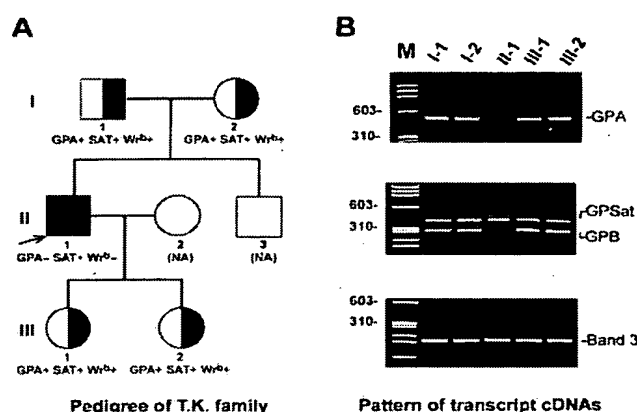 A
I
1
2
GPA+ SAT+ Wrb+
GPA+ SAT+ Wrb+
II
1
2
3
GPA− SAT+ Wrb−
(NA)
(NA)
III
1
2
GPA+ SAT+ Wrb+
GPA+ SAT+ Wrb+
Pedigree of T.K. family
B
M
I-1
I-2
II-1
III-1
III-2
603-
310-
-GPA
603-
310-
GPSat
GPB
603-
310-
-Band 3
Pattern of transcript cDNAs